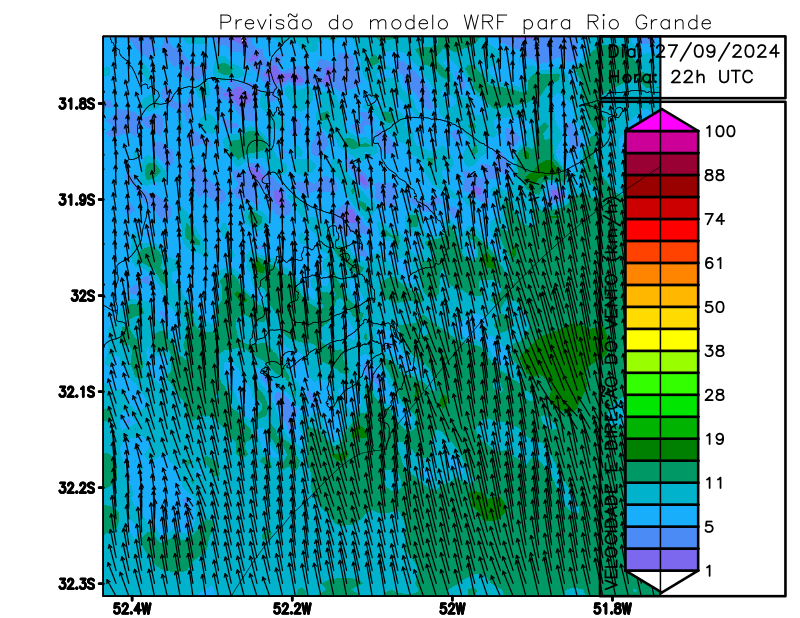 Previsão do modelo WRF para Rio Grande
Dia: 27/09/2024
Hora: 22h UTC
31.8S
31.9S
32S
32.1S
32.2S
32.3S
52.4W
52.2W
52W
51.8W
VELOCIDADE E DIREÇÃO DO VENTO (km/h)
100
88
74
61
50
38
28
19
11
5
1